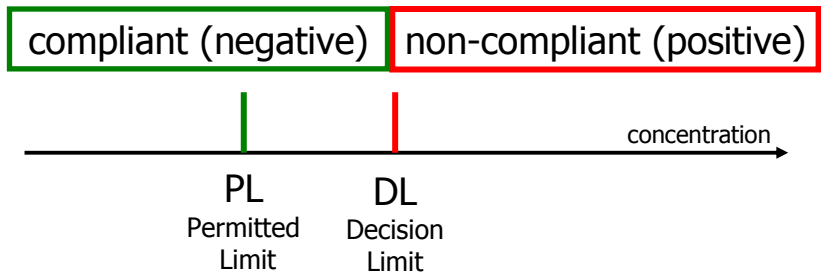 compliant (negative) non-compliant (positive)
concentration
PL DL
Permitted Decision
Limit Limit